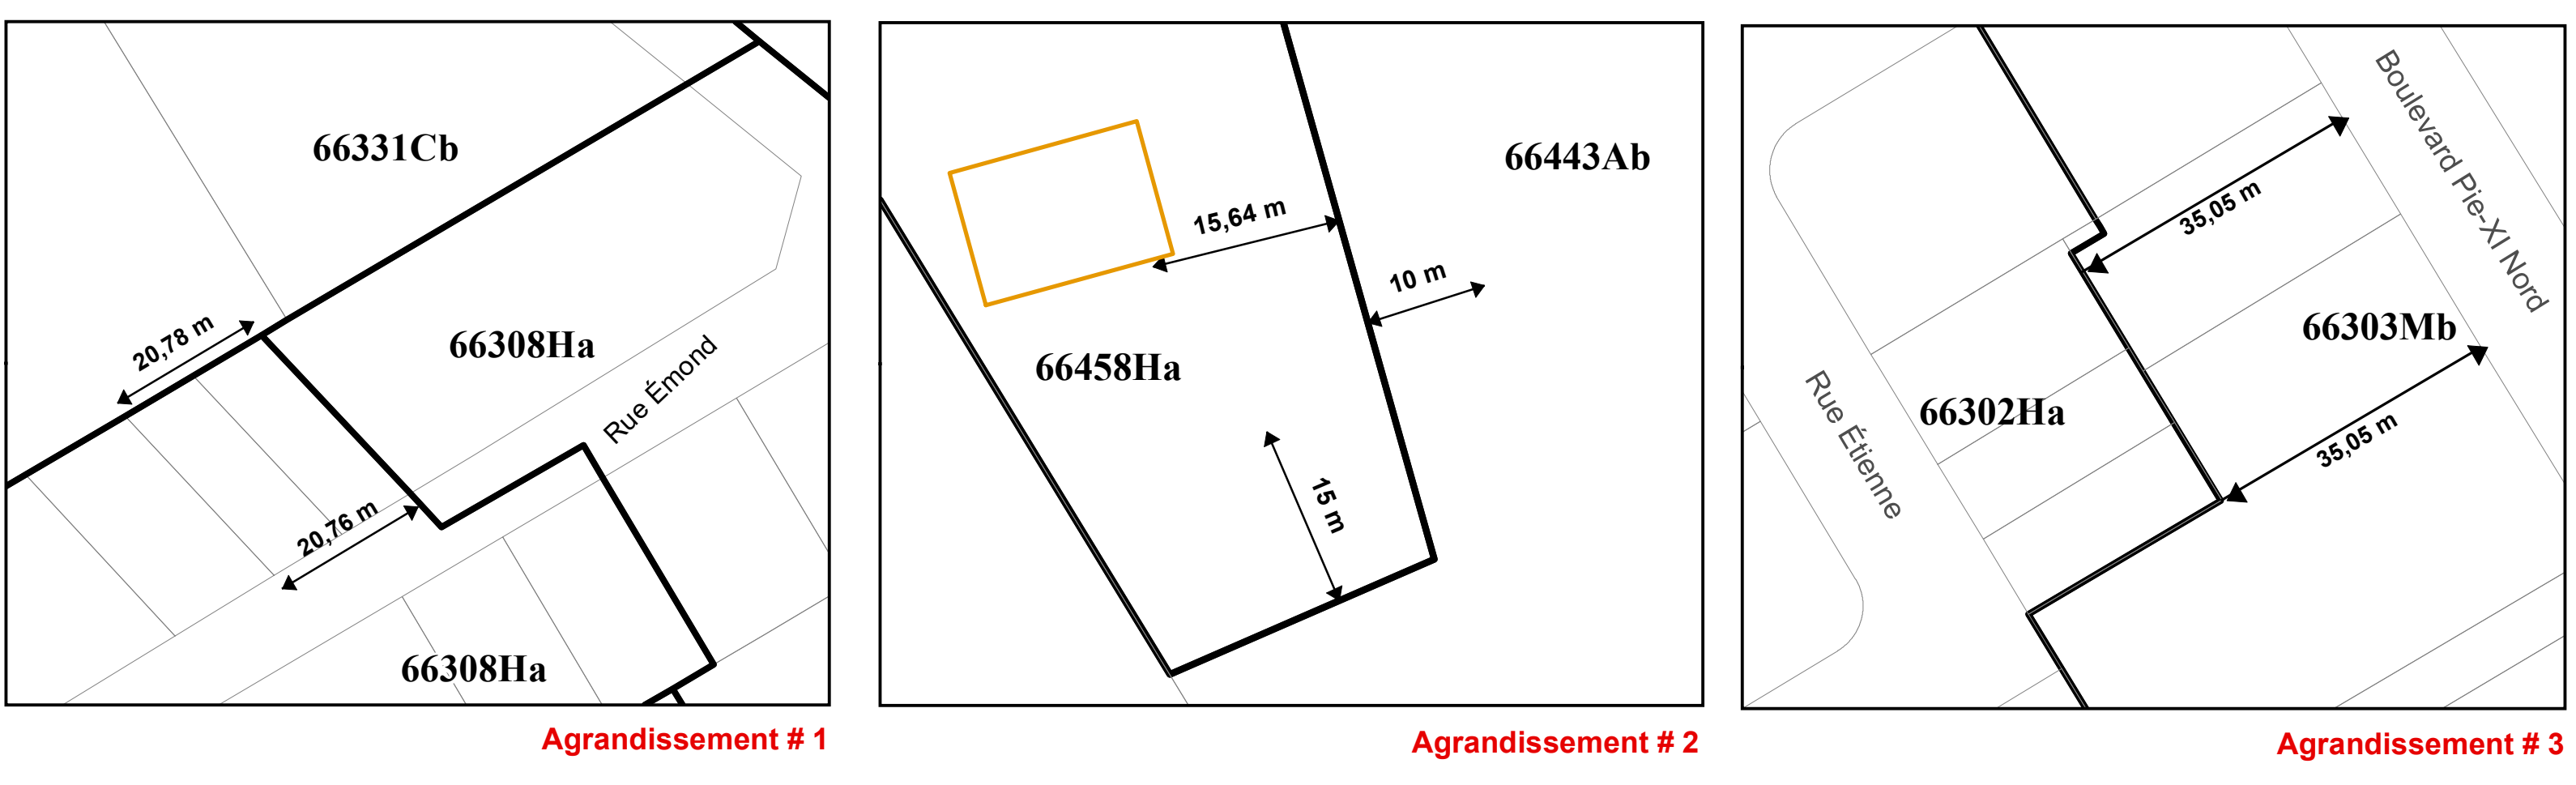 66331Cb
20,78 m
66308Ha
Rue Émond
20,76 m
66308Ha
Agrandissement # 1
66443Ab
15,64 m
10 m
66458Ha
15 m
Agrandissement # 2
Boulevard Pie-XI Nord
35,05 m
66303Mb
66302Ha
Rue Étienne
35,05 m
Agrandissement # 3